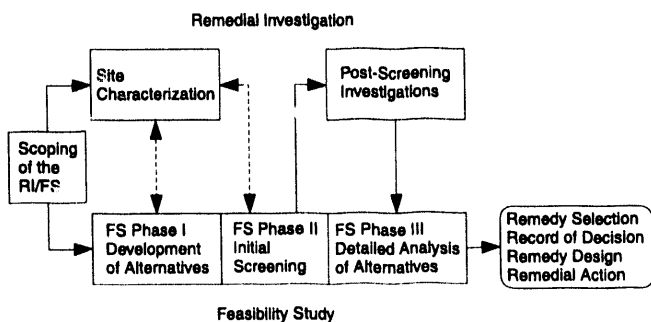 Remedial Investigation
Site
Characterization
Post-Screening
Investigations
Scoping
of the
RI/FS
FS Phase I
Development
of Alternatives
FS Phase II
Initial
Screening
FS Phase III
Detailed Analysis
of Alternatives
Remedy Selection
Record of Decision
Remedy Design
Remedial Action
Feasibility Study